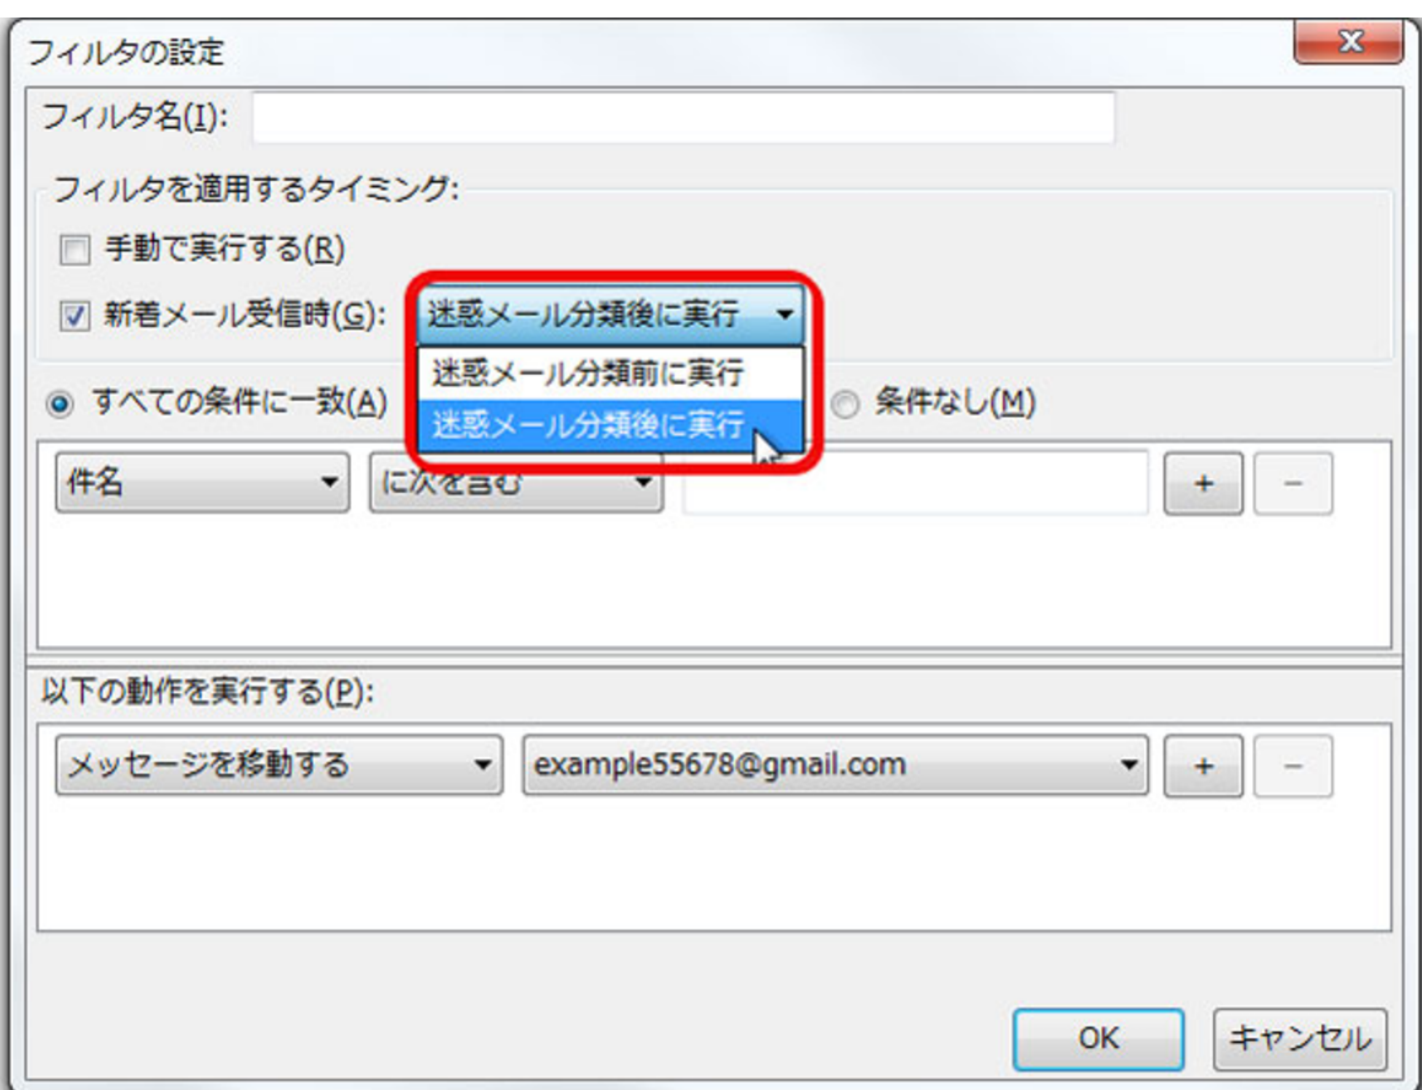 フィルタの設定
フィルタ名(I):
フィルタを適用するタイミング:
手動で実行する(R)
新着メール受信時(G): 迷惑メール分類後に実行
迷惑メール分類前に実行
迷惑メール分類後に実行
すべての条件に一致(A) 条件なし(M)
件名 に次を含む + −
以下の動作を実行する(P):
メッセージを移動する example55678@gmail.com + −
OK キャンセル